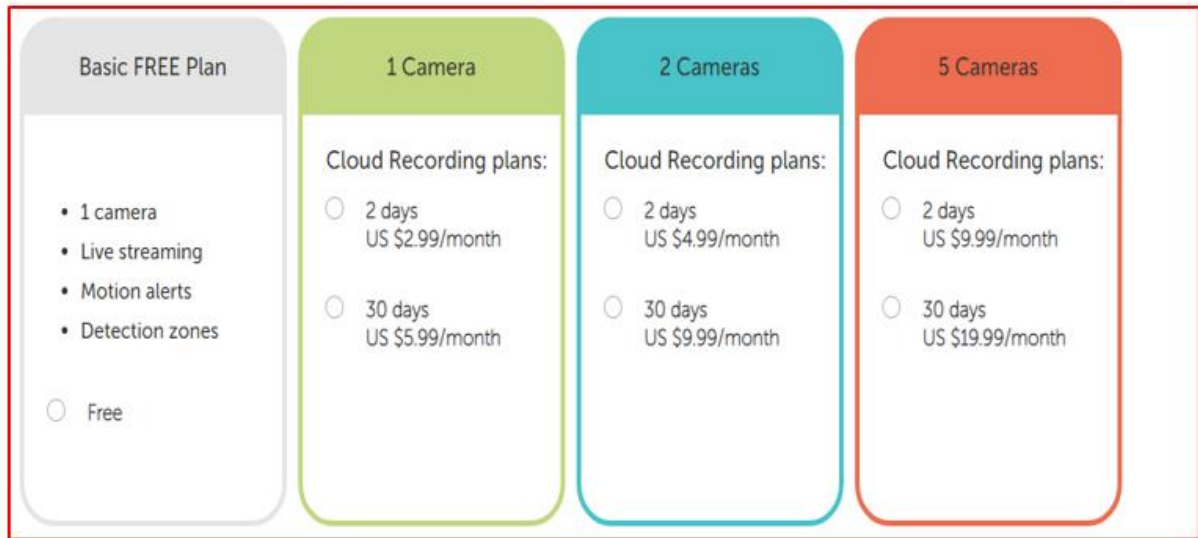 Basic FREE Plan
• 1 camera
• Live streaming
• Motion alerts
• Detection zones
Free
1 Camera
Cloud Recording plans:
2 days
US $2.99/month
30 days
US $5.99/month
2 Cameras
Cloud Recording plans:
2 days
US $4.99/month
30 days
US $9.99/month
5 Cameras
Cloud Recording plans:
2 days
US $9.99/month
30 days
US $19.99/month